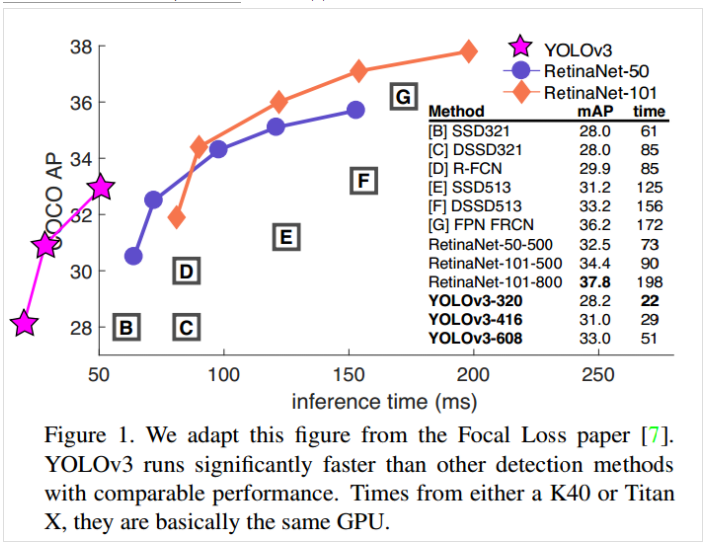 38
36
34
32
30
28
COCO AP
50
100
150
200
250
inference time (ms)
B
C
D
E
F
G
YOLOv3
RetinaNet-50
RetinaNet-101
Method mAP time
[B] SSD321 28.0 61
[C] DSSD321 28.0 85
[D] R-FCN 29.9 85
[E] SSD513 31.2 125
[F] DSSD513 33.2 156
[G] FPN FRCN 36.2 172
RetinaNet-50-500 32.5 73
RetinaNet-101-500 34.4 90
RetinaNet-101-800 37.8 198
YOLOv3-320 28.2 22
YOLOv3-416 31.0 29
YOLOv3-608 33.0 51
Figure 1. We adapt this figure from the Focal Loss paper [7].
YOLOv3 runs significantly faster than other detection methods
with comparable performance. Times from either a K40 or Titan
X, they are basically the same GPU.